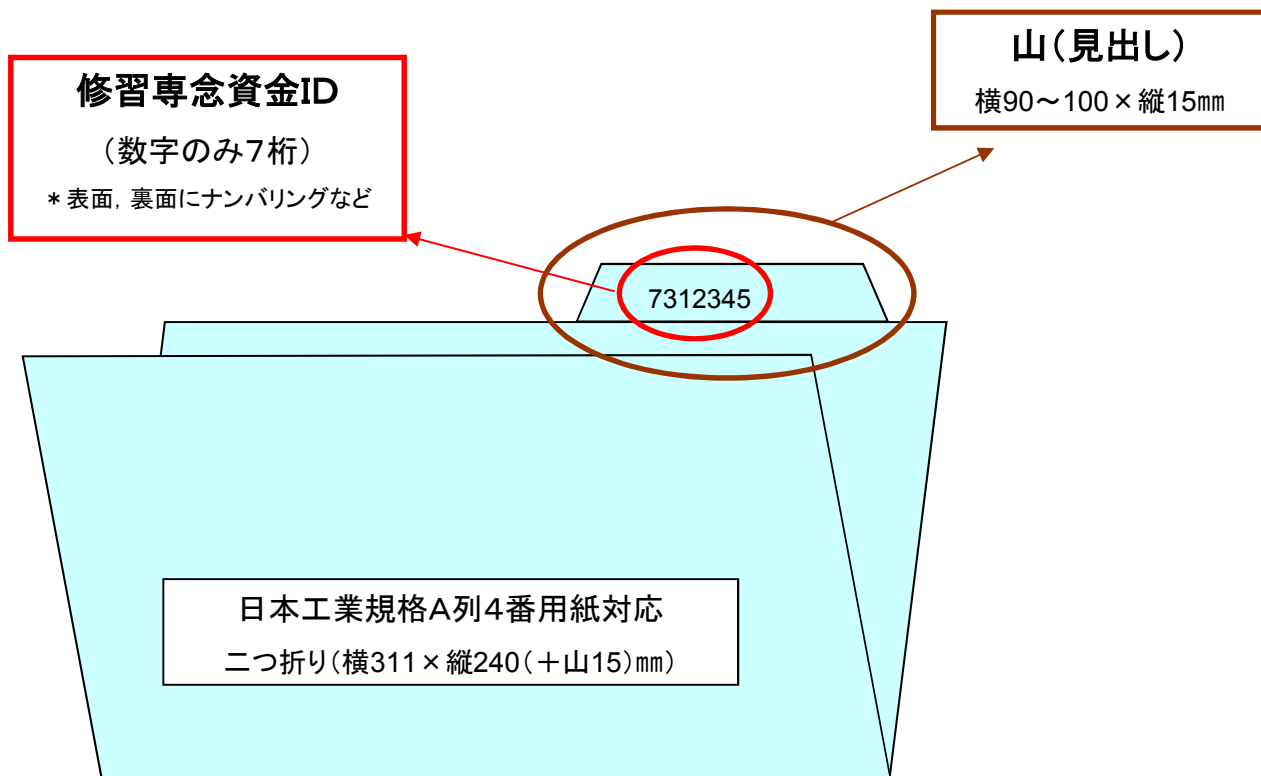 山(見出し)
横90～100×縦15㎜
修習専念資金ID
(数字のみ7桁)
＊表面，裏面にナンバリングなど
7312345
日本工業規格A列4番用紙対応
二つ折り(横311×縦240(＋山15)㎜)